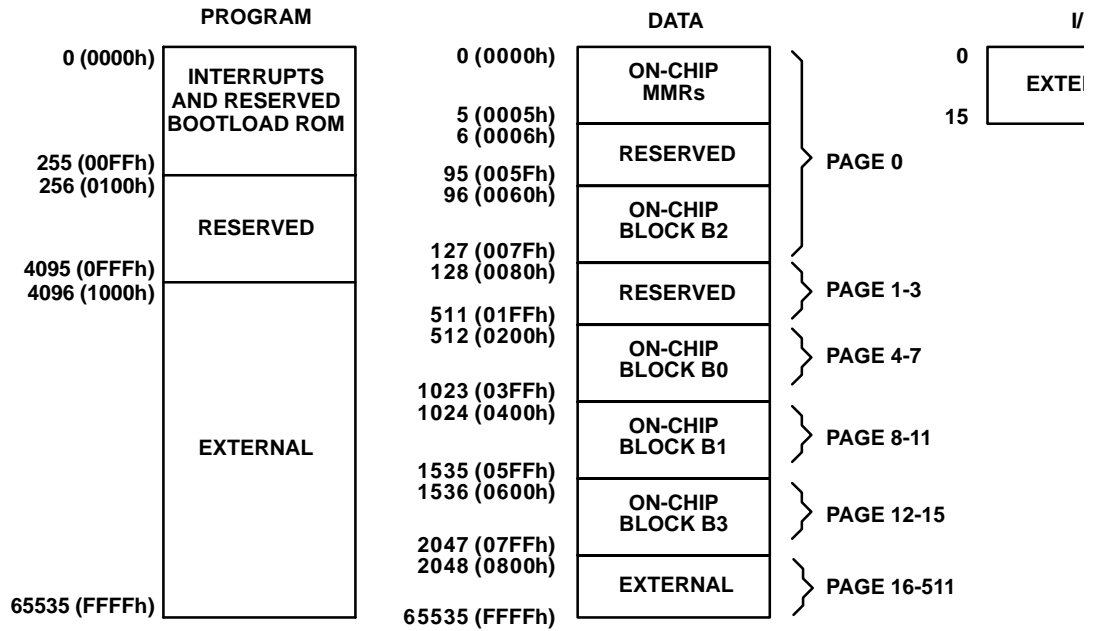 PROGRAM
0 (0000h)
INTERRUPTS
AND RESERVED
BOOTLOAD ROM
255 (00FFh)
256 (0100h)
RESERVED
4095 (0FFFh)
4096 (1000h)
EXTERNAL
65535 (FFFFh)
DATA
0 (0000h)
ON-CHIP
MMRs
5 (0005h)
6 (0006h)
RESERVED
95 (005Fh)
96 (0060h)
ON-CHIP
BLOCK B2
127 (007Fh)
128 (0080h)
RESERVED
511 (01FFh)
512 (0200h)
ON-CHIP
BLOCK B0
1023 (03FFh)
1024 (0400h)
ON-CHIP
BLOCK B1
1535 (05FFh)
1536 (0600h)
ON-CHIP
BLOCK B3
2047 (07FFh)
2048 (0800h)
EXTERNAL
65535 (FFFFh)
PAGE 0
PAGE 1-3
PAGE 4-7
PAGE 8-11
PAGE 12-15
PAGE 16-511
I/
0
15